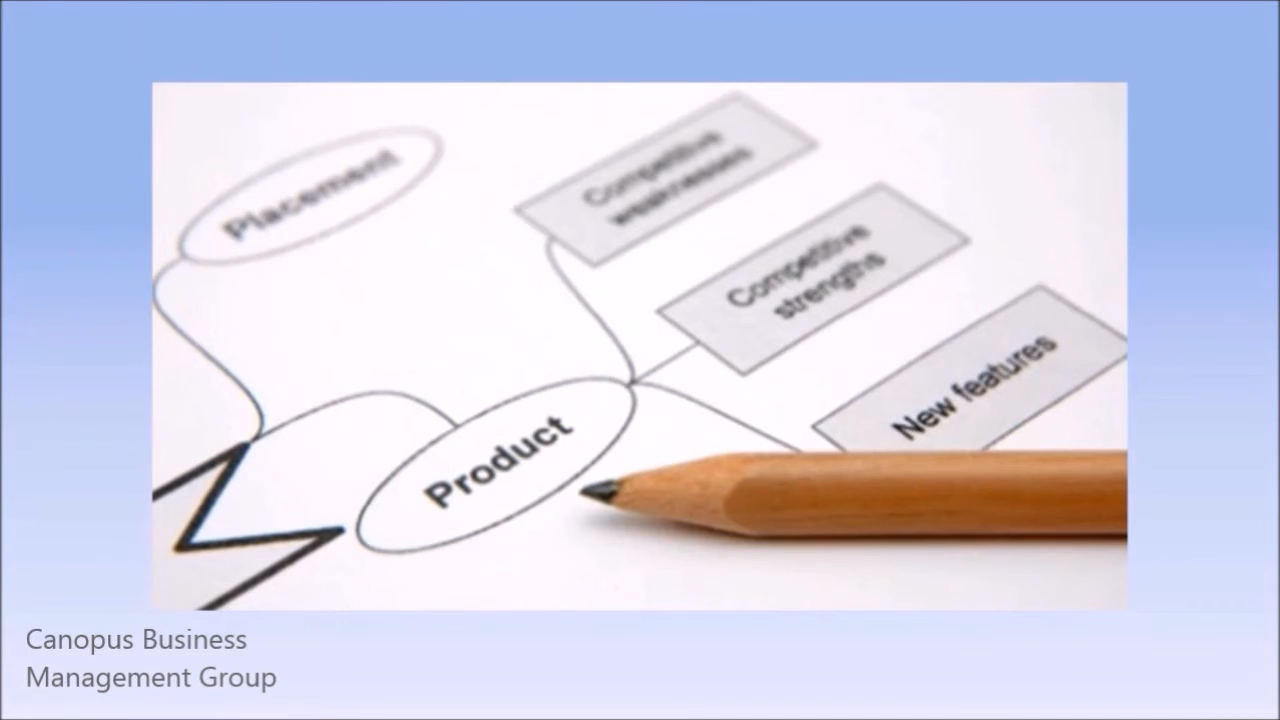 Placement
Competitive
weaknesses
Competitive
strengths
New features
Product
Canopus Business
Management Group